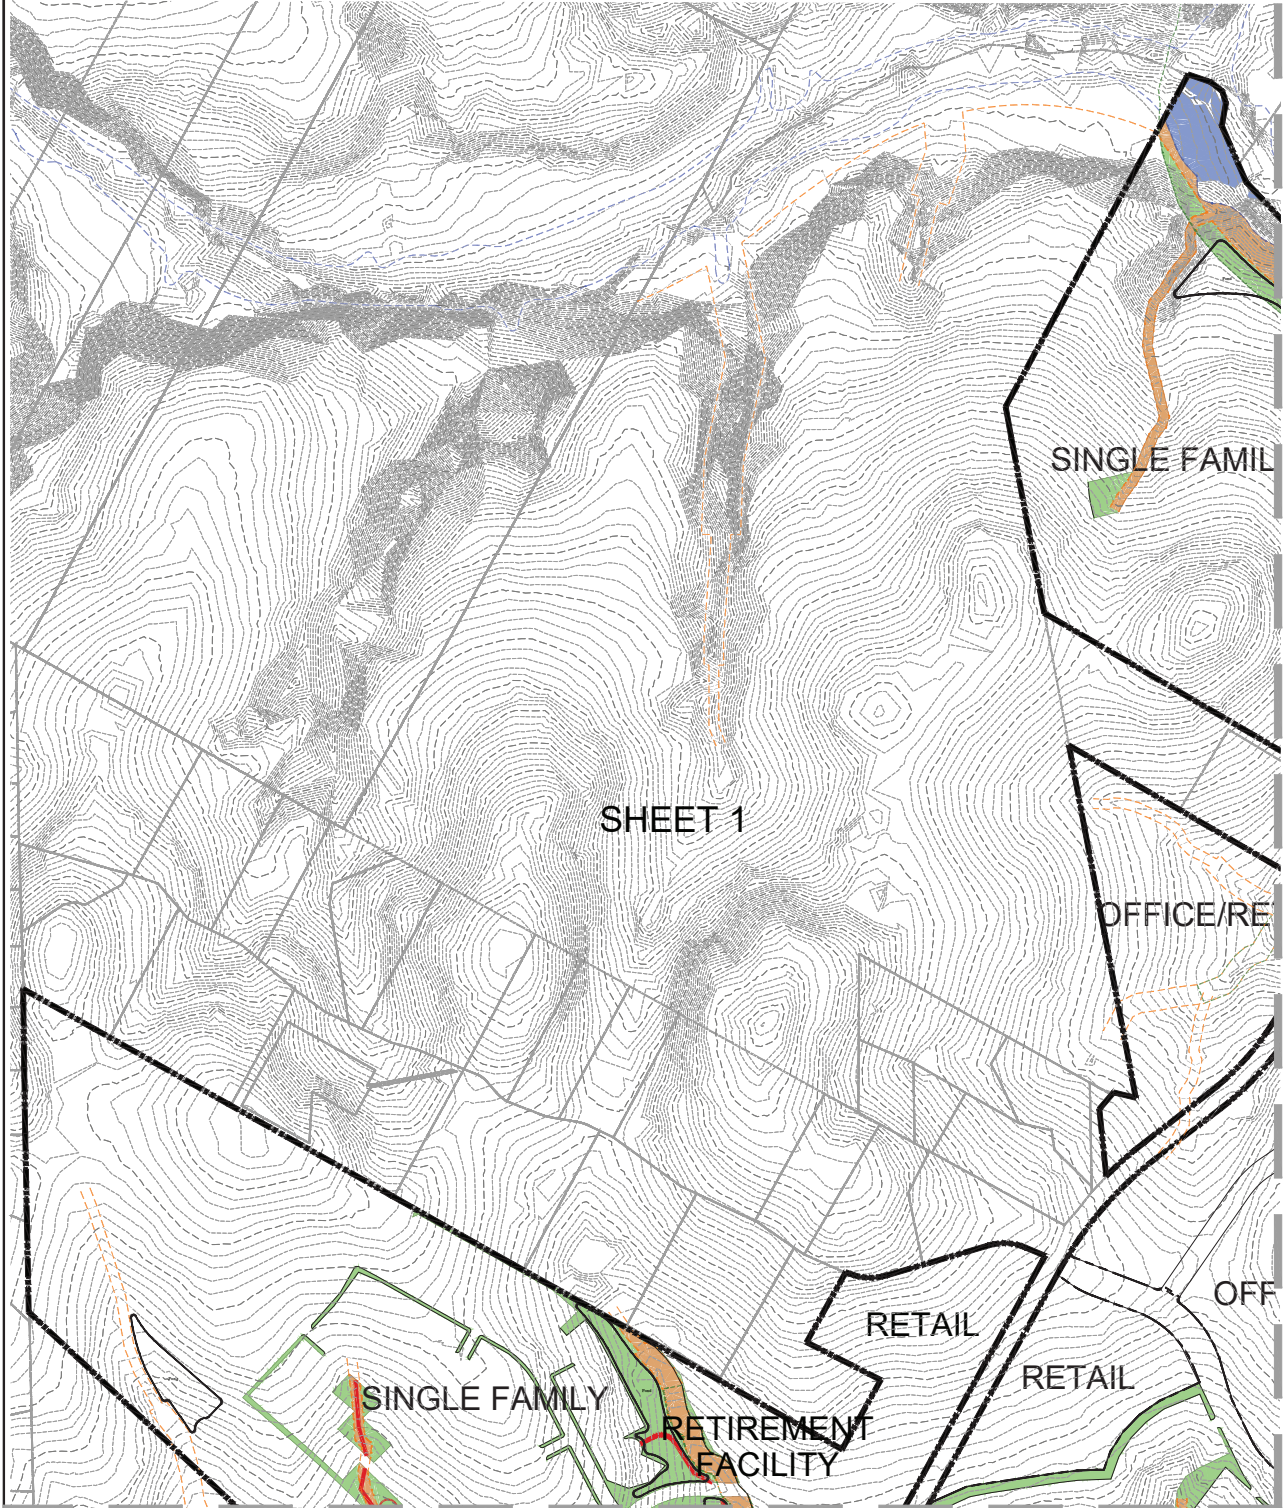 SINGLE FAMIL
SHEET 1
OFFICE/RE
OFF
RETAIL
RETAIL
SINGLE FAMILY
RETIREMENT
FACILITY